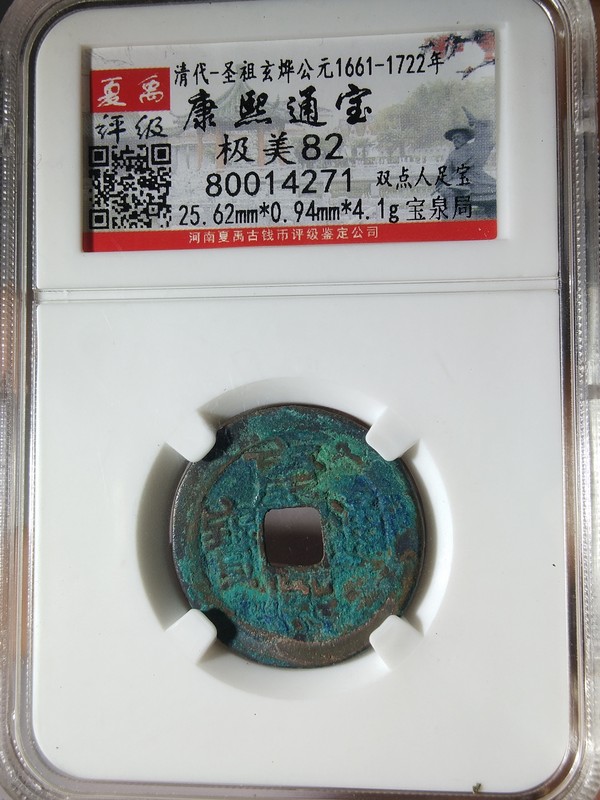 清代-圣祖玄烨公元1661-1722年
夏禹
评级
康熙通宝
极美82
80014271 双点人足宝
25.62mm*0.94mm*4.1g 宝泉局
河南夏禹古钱币评级鉴定公司